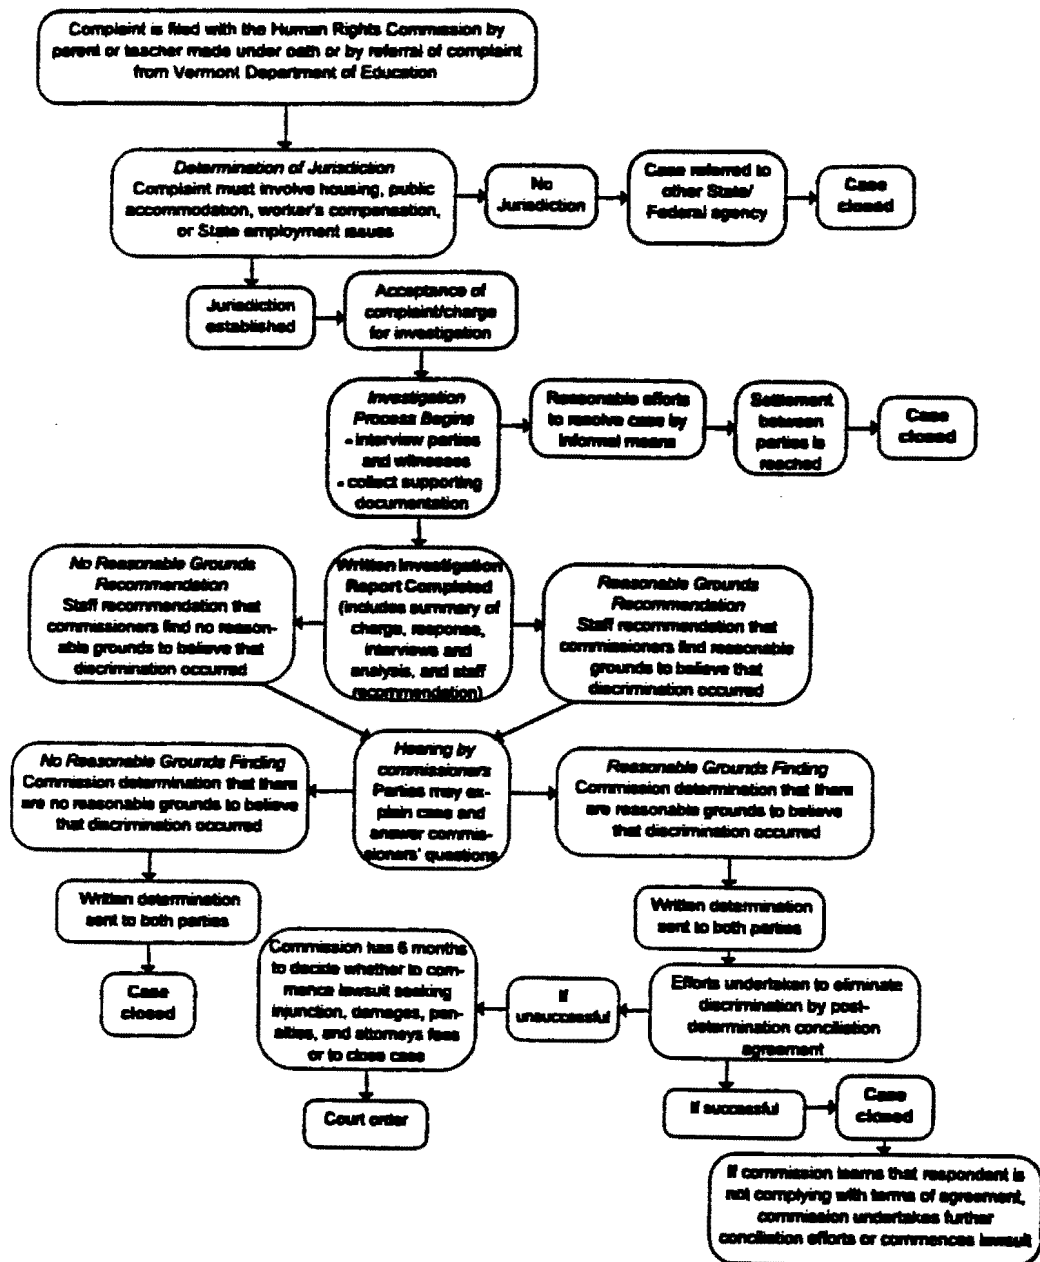 Complaint is filed with the Human Rights Commission by
parent or teacher made under oath or by referral of complaint
from Vermont Department of Education
Determination of Jurisdiction
Complaint must involve housing, public
accommodation, worker's compensation,
or State employment issues
No
Jurisdiction
Case referred to
other State/
Federal agency
Case
closed
Jurisdiction
established
Acceptance of
complaint/charge
for investigation
Investigation
Process Begins
- interview parties
and witnesses
- collect supporting
documentation
Reasonable efforts
to resolve case by
informal means
Settlement
between
parties is
reached
Case
closed
No Reasonable Grounds
Recommendation
Staff recommendation that
commissioners find no reason-
able grounds to believe that
discrimination occurred
Written Investigation
Report Completed
(includes summary of
charge, response,
interviews and
analysis, and staff
recommendation)
Reasonable Grounds
Recommendation
Staff recommendation that
commissioners find reasonable
grounds to believe that
discrimination occurred
No Reasonable Grounds Finding
Commission determination that there
are no reasonable grounds to believe
that discrimination occurred
Hearing by
commissioners
Parties may ex-
plain case and
answer commis-
sioners' questions
Reasonable Grounds Finding
Commission determination that there
are reasonable grounds to believe
that discrimination occurred
Written determination
sent to both parties
Case
closed
Written determination
sent to both parties
Commission has 6 months
to decide whether to com-
mence lawsuit seeking
injunction, damages, pen-
alties, and attorneys fees
or to close case
If
unsuccessful
Efforts undertaken to eliminate
discrimination by post-
determination conciliation
agreement
Court order
If successful
Case
closed
If commission learns that respondent is
not complying with terms of agreement,
commission undertakes further
conciliation efforts or commences lawsuit